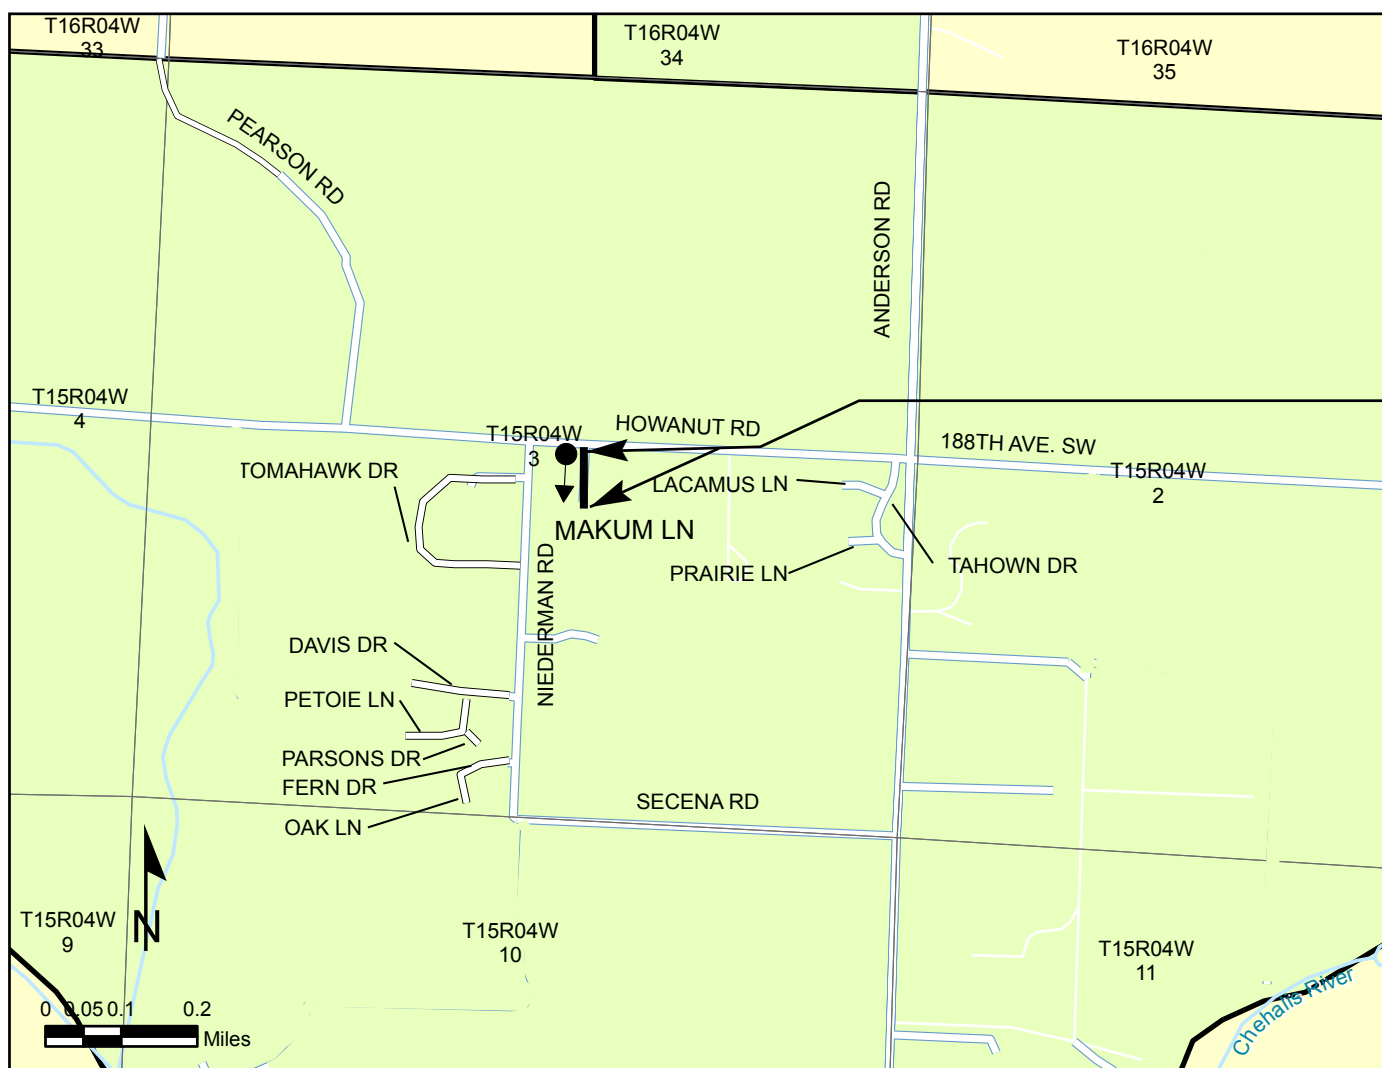 T16R04W
33
T16R04W
34
T16R04W
35
PEARSON RD
ANDERSON RD
T15R04W
4
HOWANUT RD
T15R04W
3
188TH AVE. SW
T15R04W
2
TOMAHAWK DR
LACAMUS LN
MAKUM LN
PRAIRIE LN
TAHOWN DR
NIEDERMAN RD
DAVIS DR
PETOIE LN
PARSONS DR
FERN DR
OAK LN
SECENA RD
T15R04W
9
N
T15R04W
10
T15R04W
11
Chehalis River
0 0.05 0.1 0.2
Miles